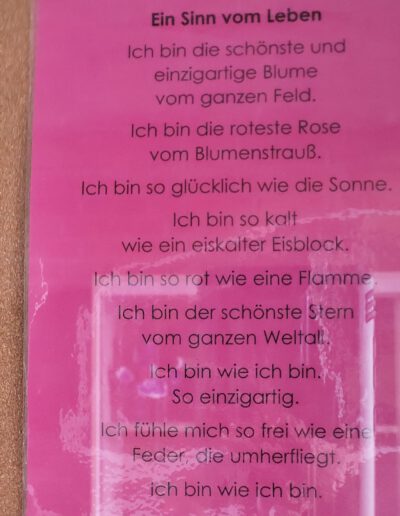 Ein Sinn vom Leben
Ich bin die schönste und
einzigartige Blume
vom ganzen Feld.
Ich bin die roteste Rose
vom Blumenstrauß.
Ich bin so glücklich wie die Sonne.
Ich bin so kalt
wie ein eiskalter Eisblock.
Ich bin so rot wie eine Flamme.
Ich bin der schönste Stern
vom ganzen Weltall.
Ich bin wie ich bin.
So einzigartig.
Ich fühle mich so frei wie eine
Feder, die umherfliegt.
ich bin wie ich bin.